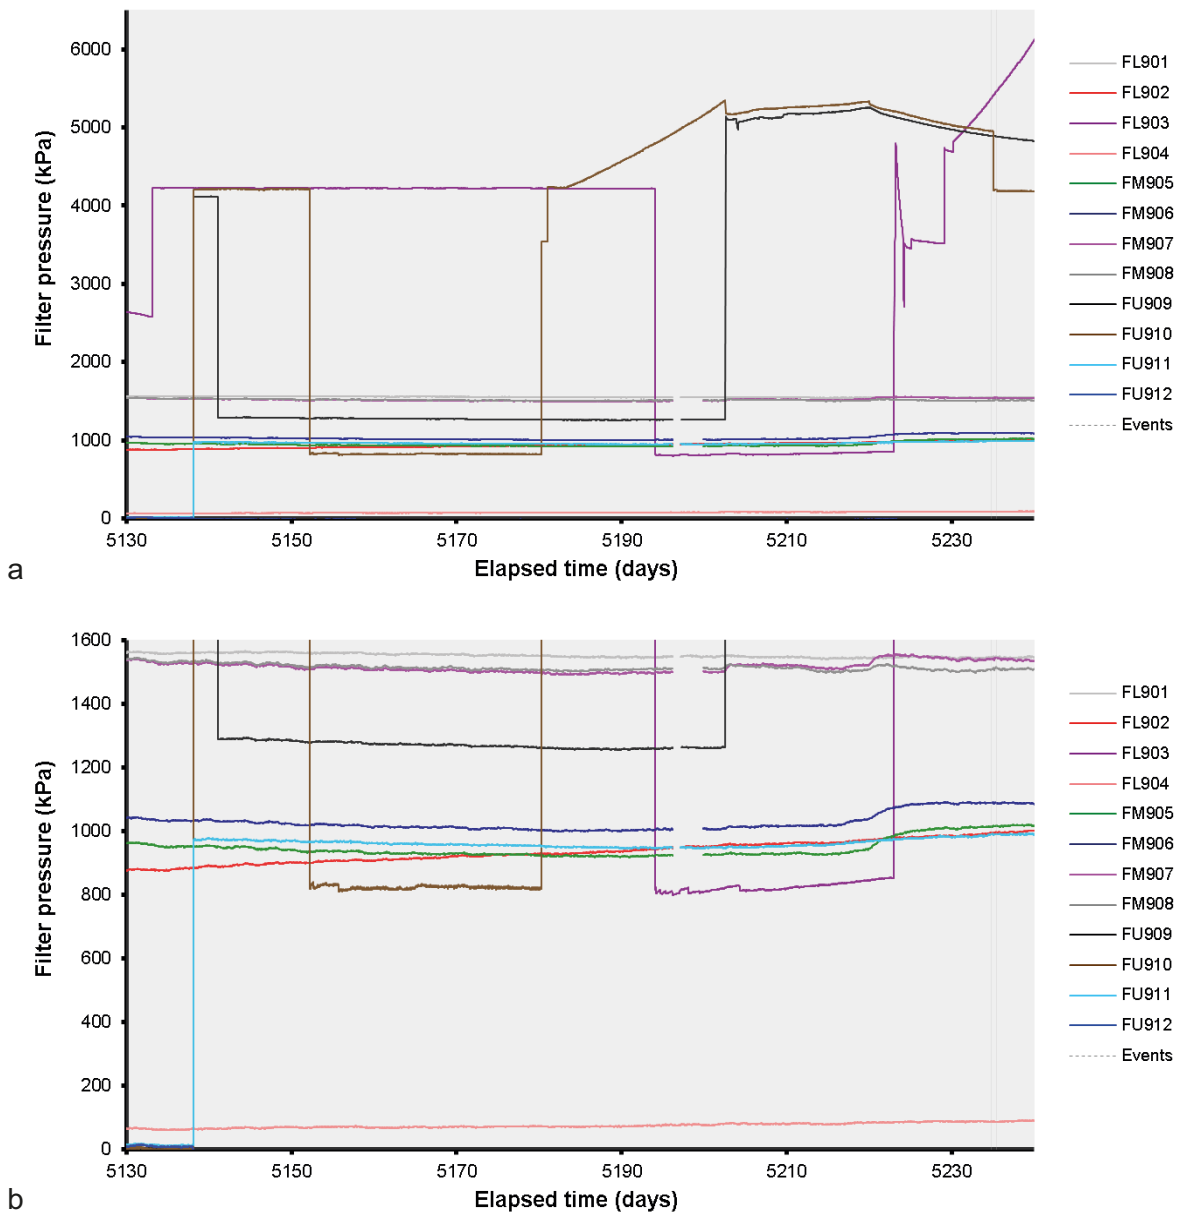 Filter pressure (kPa)
6000
5000
4000
3000
2000
1000
0
5130 5150 5170 5190 5210 5230
Elapsed time (days)
FL901
FL902
FL903
FL904
FM905
FM906
FM907
FM908
FU909
FU910
FU911
FU912
Events
a
Filter pressure (kPa)
1600
1400
1200
1000
800
600
400
200
0
5130 5150 5170 5190 5210 5230
Elapsed time (days)
FL901
FL902
FL903
FL904
FM905
FM906
FM907
FM908
FU909
FU910
FU911
FU912
Events
b